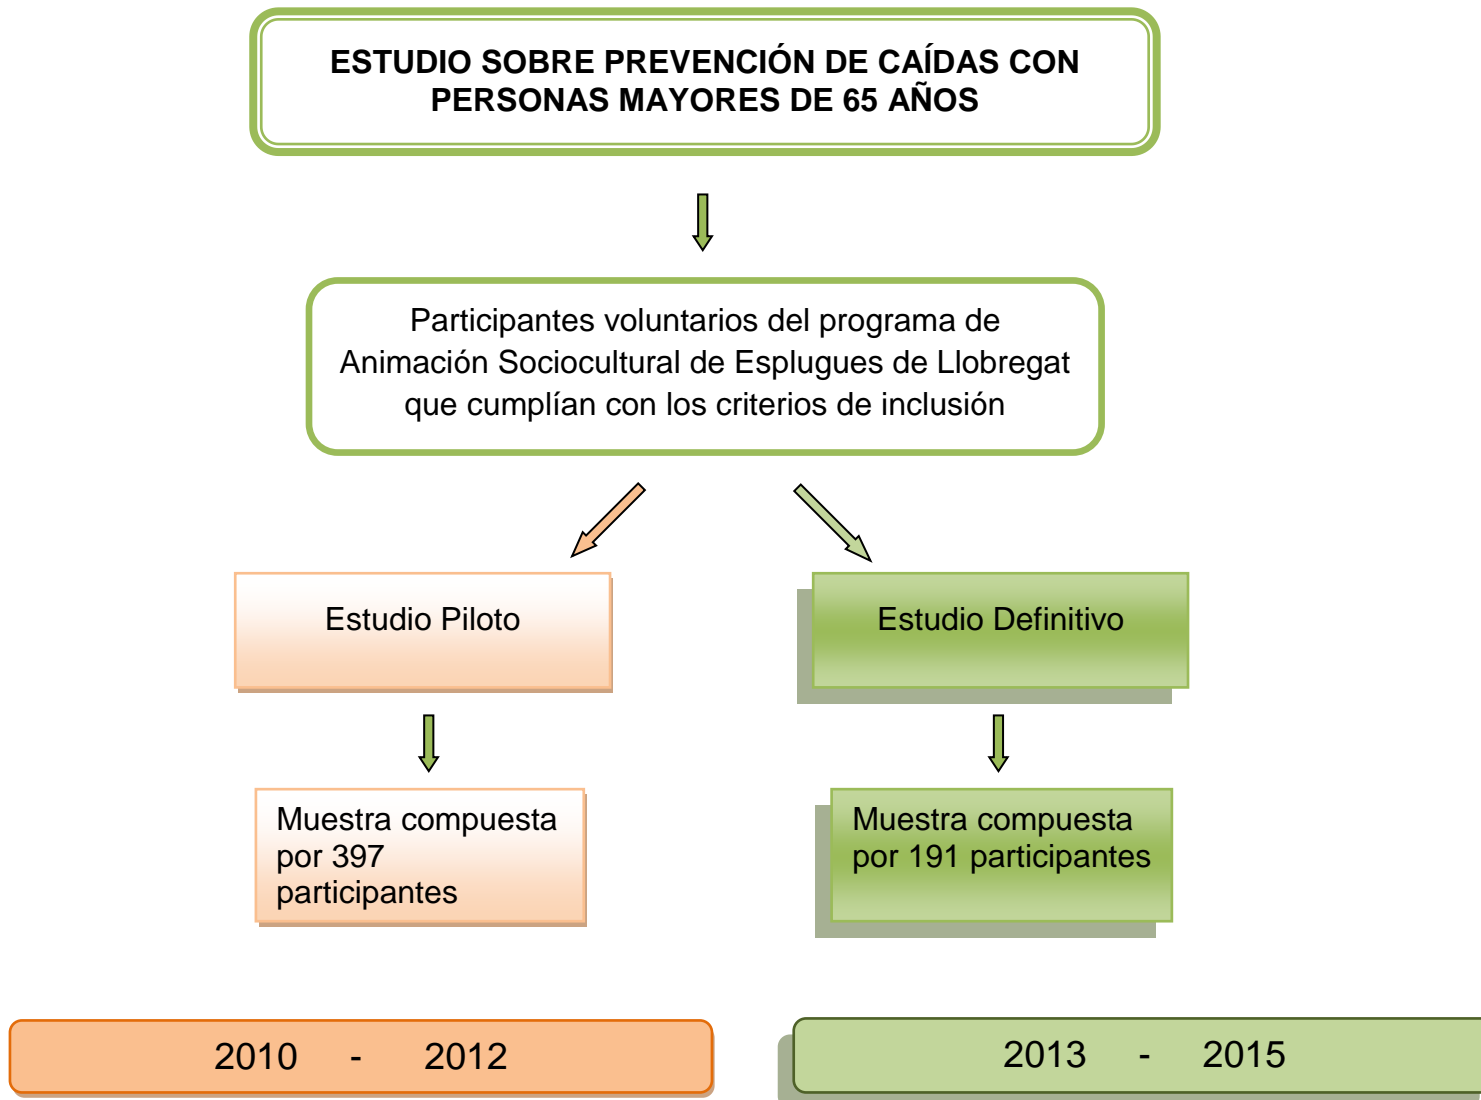 ESTUDIO SOBRE PREVENCIÓN DE CAÍDAS CON
PERSONAS MAYORES DE 65 AÑOS
Participantes voluntarios del programa de
Animación Sociocultural de Esplugues de Llobregat
que cumplían con los criterios de inclusión
Estudio Piloto
Estudio Definitivo
Muestra compuesta
por 397
participantes
Muestra compuesta
por 191 participantes
2010 - 2012
2013 - 2015